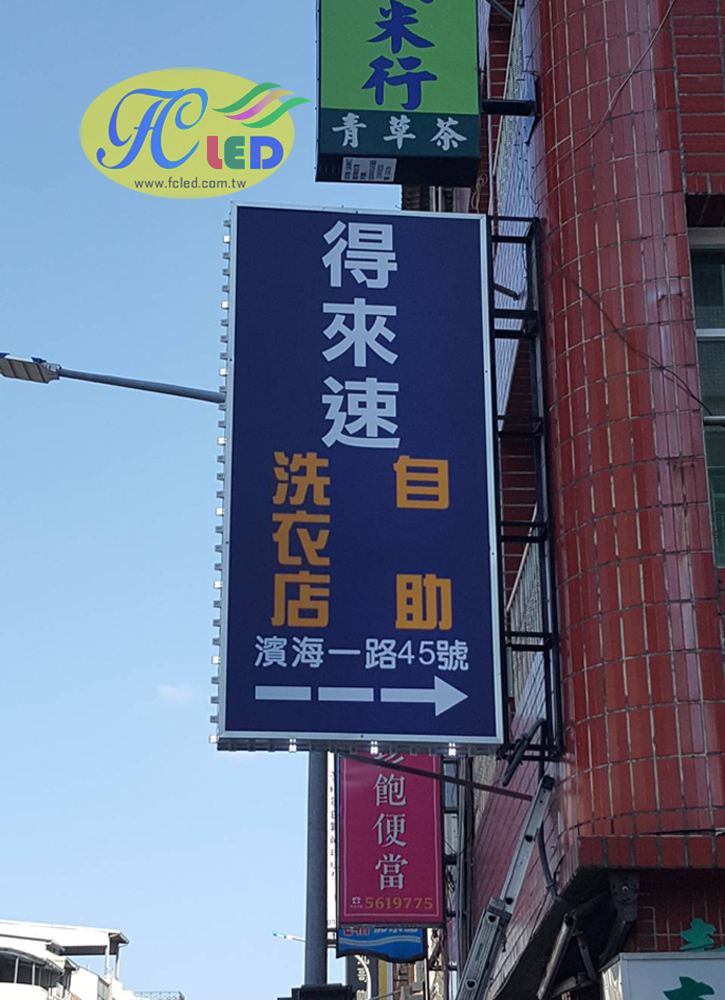 米行
青草茶
FC LED
www.fcled.com.tw
得來速
自助
洗衣店
濱海一路45號
飽便當
5619775